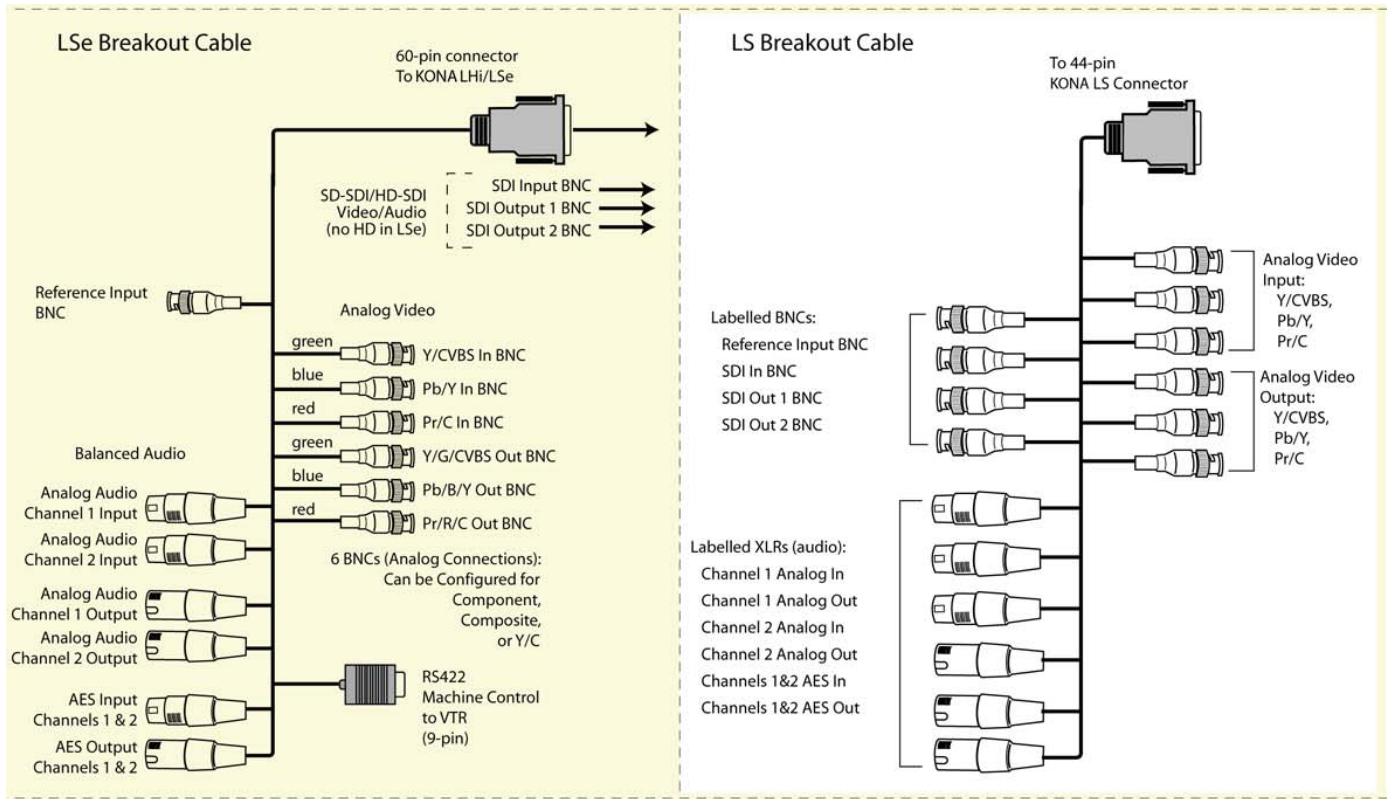 LSe Breakout Cable
60-pin connector
To KONA LHi/LSe
SD-SDI/HD-SDI
Video/Audio
(no HD in LSe)
SDI Input BNC
SDI Output 1 BNC
SDI Output 2 BNC
Reference Input
BNC
Analog Video
green
Y/CVBS In BNC
blue
Pb/Y In BNC
red
Pr/C In BNC
green
Y/G/CVBS Out BNC
blue
Pb/B/Y Out BNC
red
Pr/R/C Out BNC
6 BNCs (Analog Connections):
Can be Configured for
Component,
Composite,
or Y/C
Balanced Audio
Analog Audio
Channel 1 Input
Analog Audio
Channel 2 Input
Analog Audio
Channel 1 Output
Analog Audio
Channel 2 Output
AES Input
Channels 1 & 2
AES Output
Channels 1 & 2
RS422
Machine Control
to VTR
(9-pin)
LS Breakout Cable
To 44-pin
KONA LS Connector
Analog Video
Input:
Y/CVBS,
Pb/Y,
Pr/C
Analog Video
Output:
Y/CVBS,
Pb/Y,
Pr/C
Labelled BNCs:
Reference Input BNC
SDI In BNC
SDI Out 1 BNC
SDI Out 2 BNC
Labelled XLRs (audio):
Channel 1 Analog In
Channel 1 Analog Out
Channel 2 Analog In
Channel 2 Analog Out
Channels 1&2 AES In
Channels 1&2 AES Out